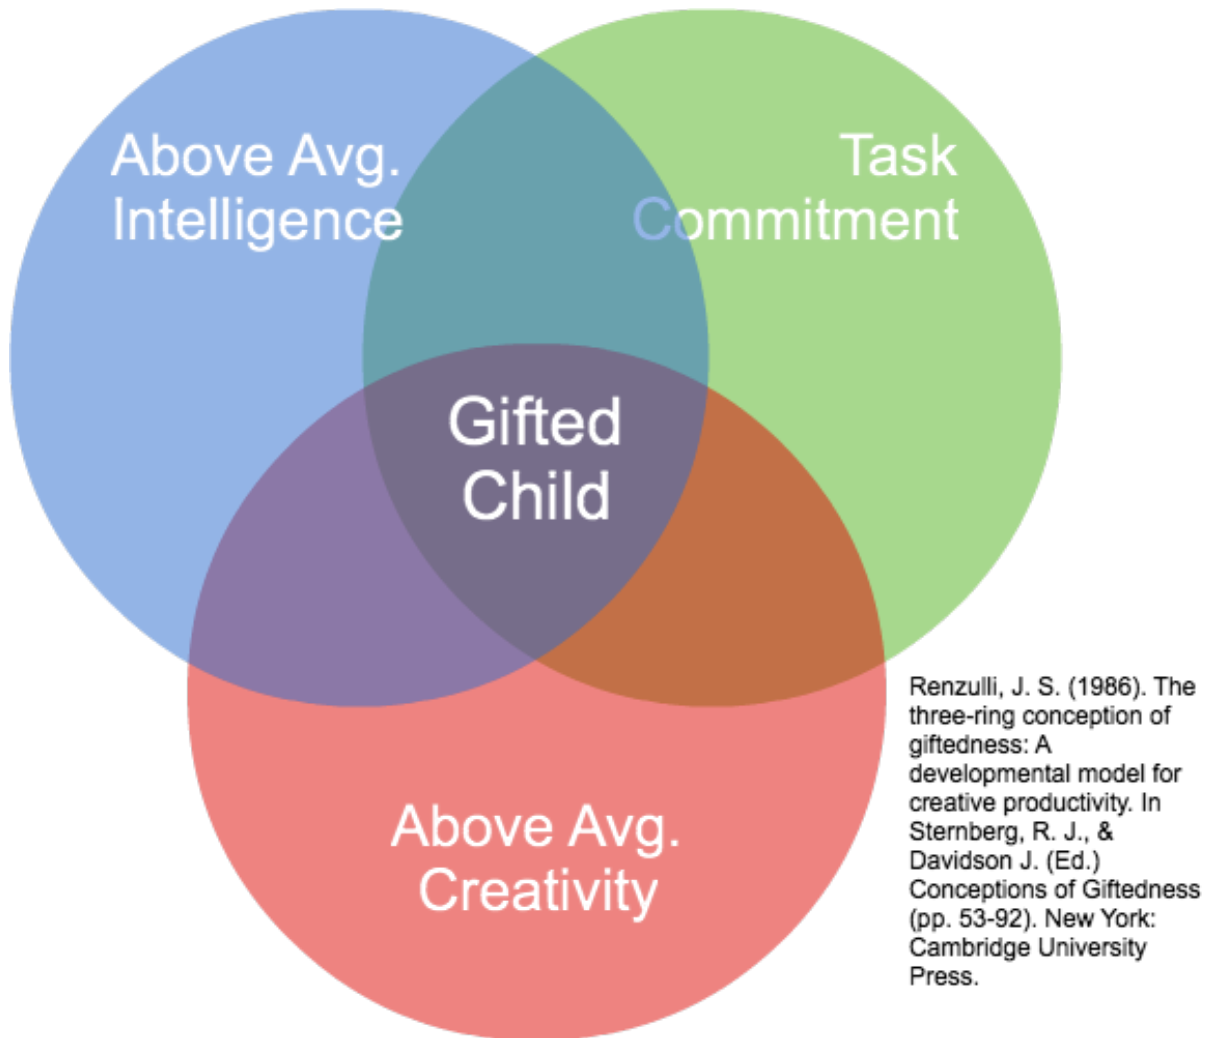 Above Avg.
Intelligence
Task
Commitment
Gifted
Child
Above Avg.
Creativity
Renzulli, J. S. (1986). The
three-ring conception of
giftedness: A
developmental model for
creative productivity. In
Sternberg, R. J., &
Davidson J. (Ed.)
Conceptions of Giftedness
(pp. 53-92). New York:
Cambridge University
Press.